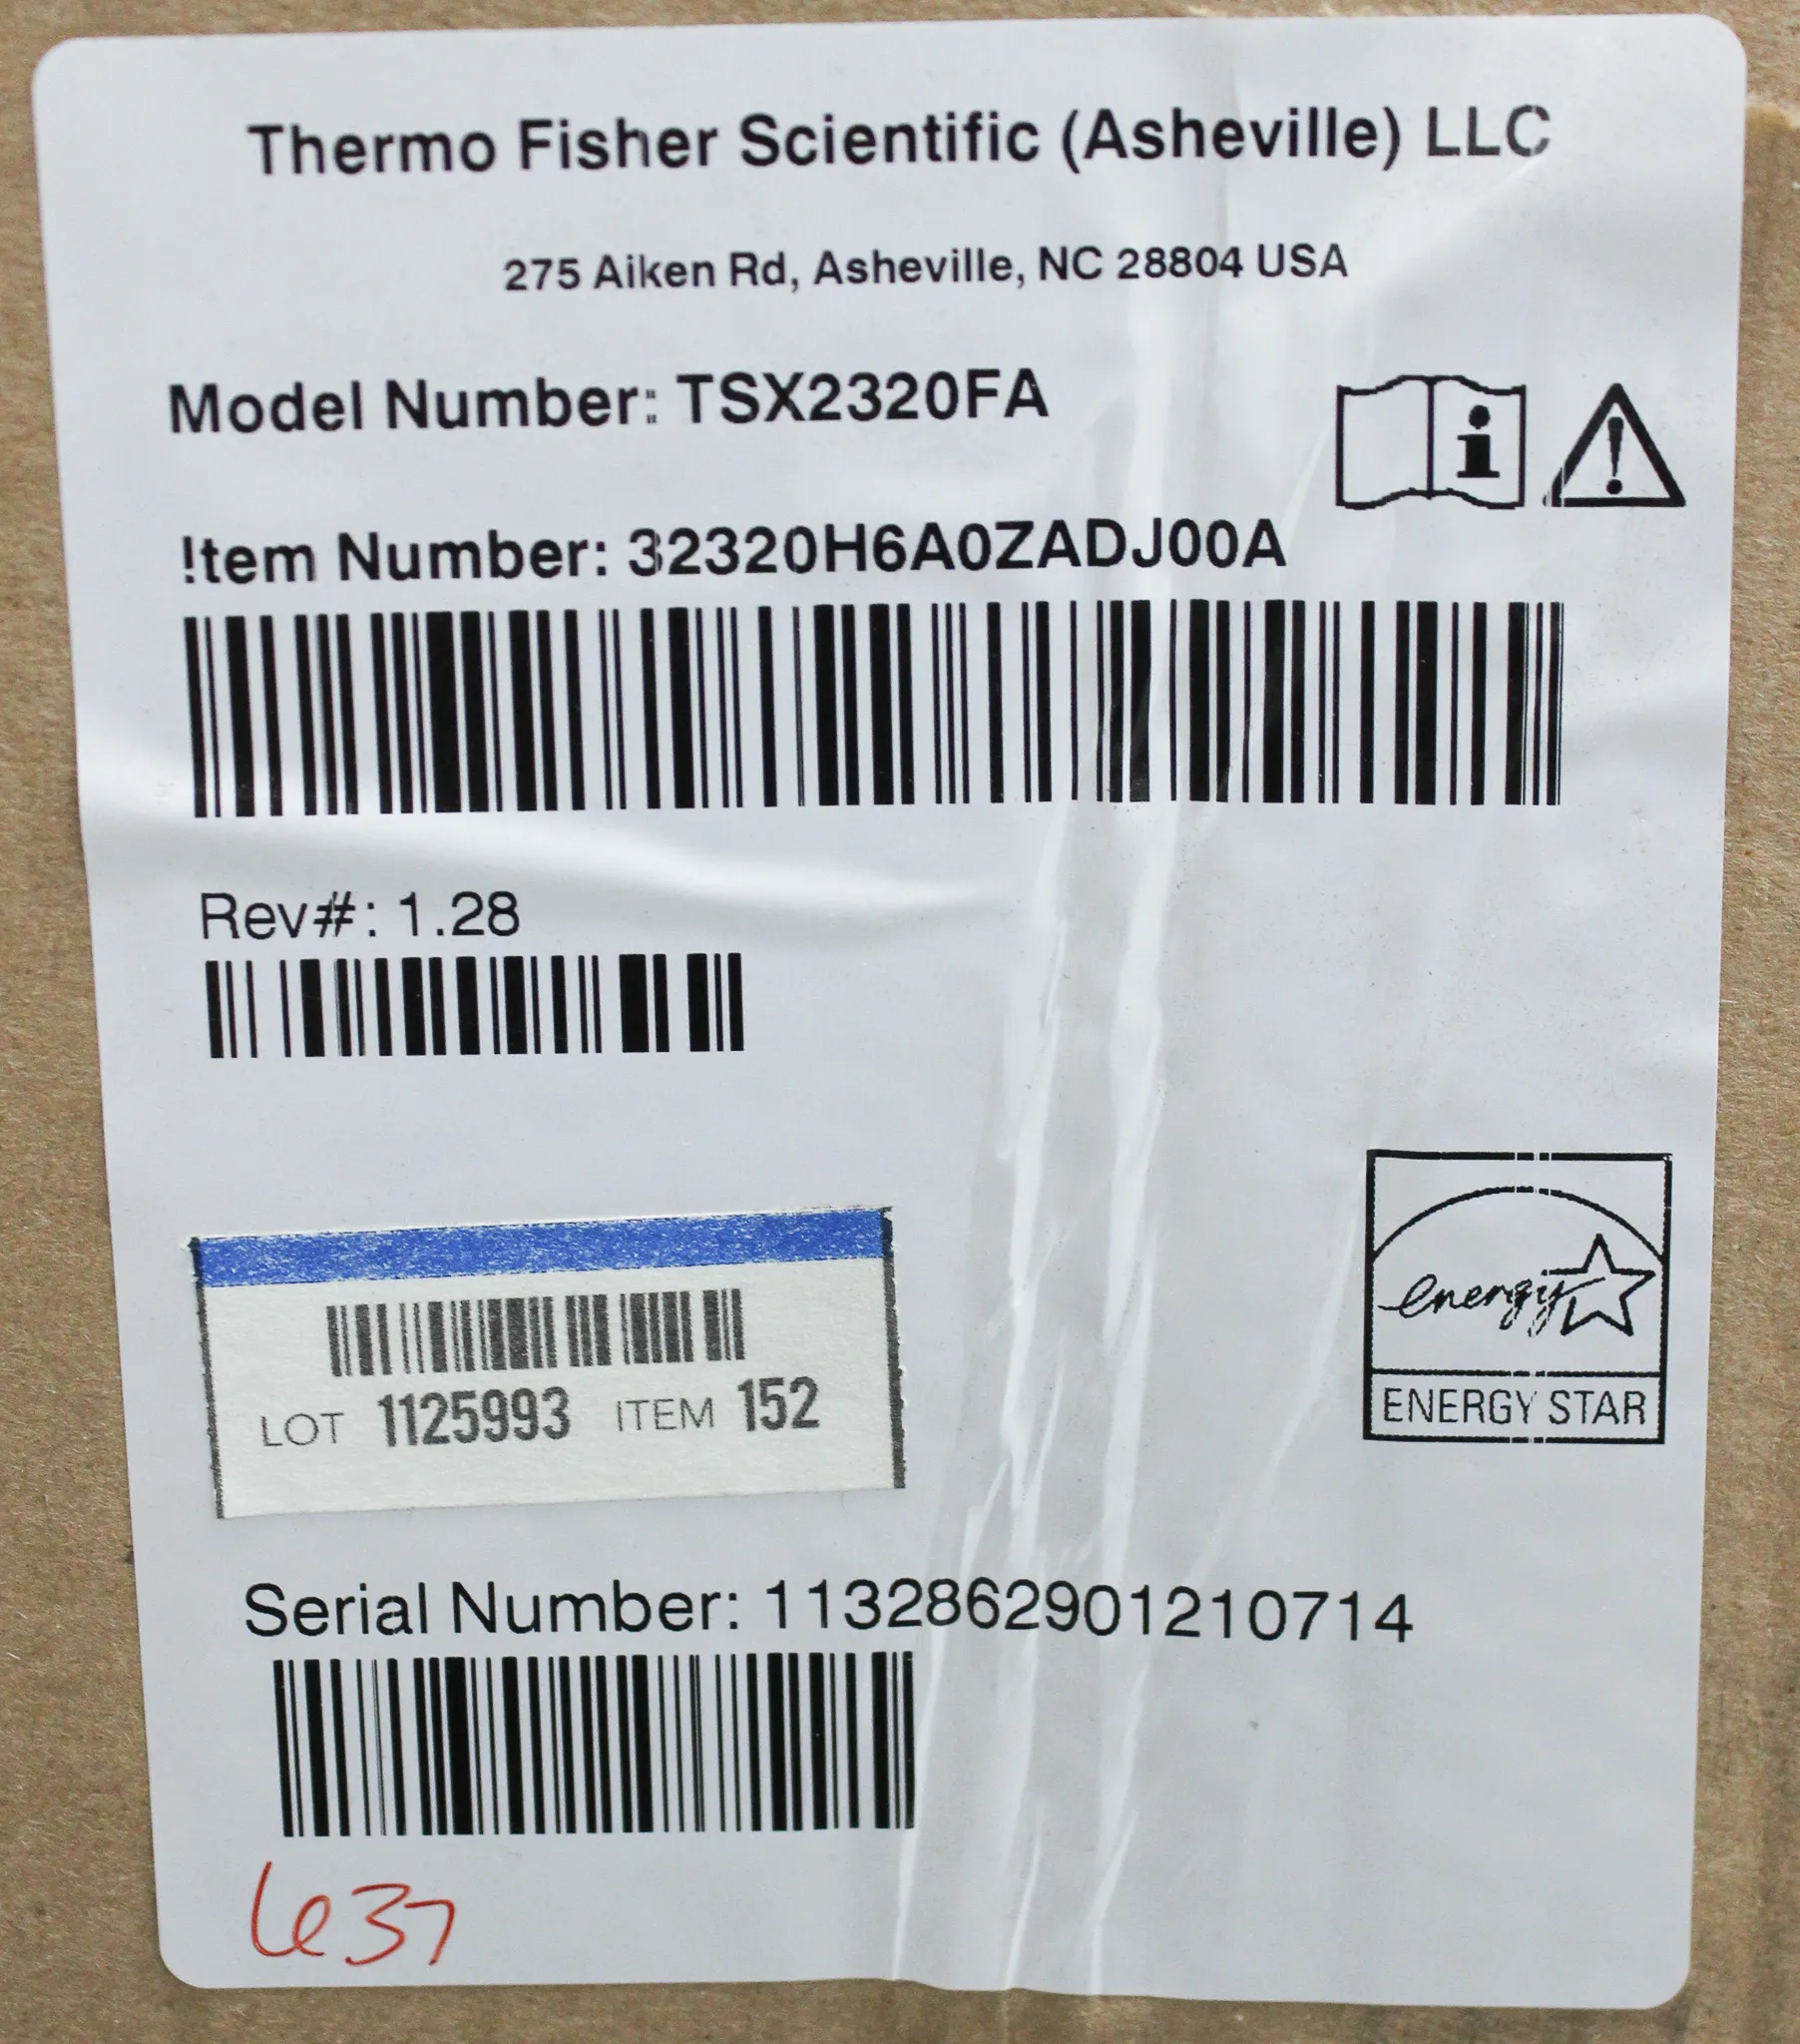 Thermo Fisher Scientific (Asheville) LLC
275 Aiken Rd, Asheville, NC 28804 USA
Model Number: TSX2320FA
Item Number: 32320H6A0ZADJ00A
Rev#: 1.28
energy
ENERGY STAR
LOT 1125993 ITEM 152
Serial Number: 1132862901210714
637